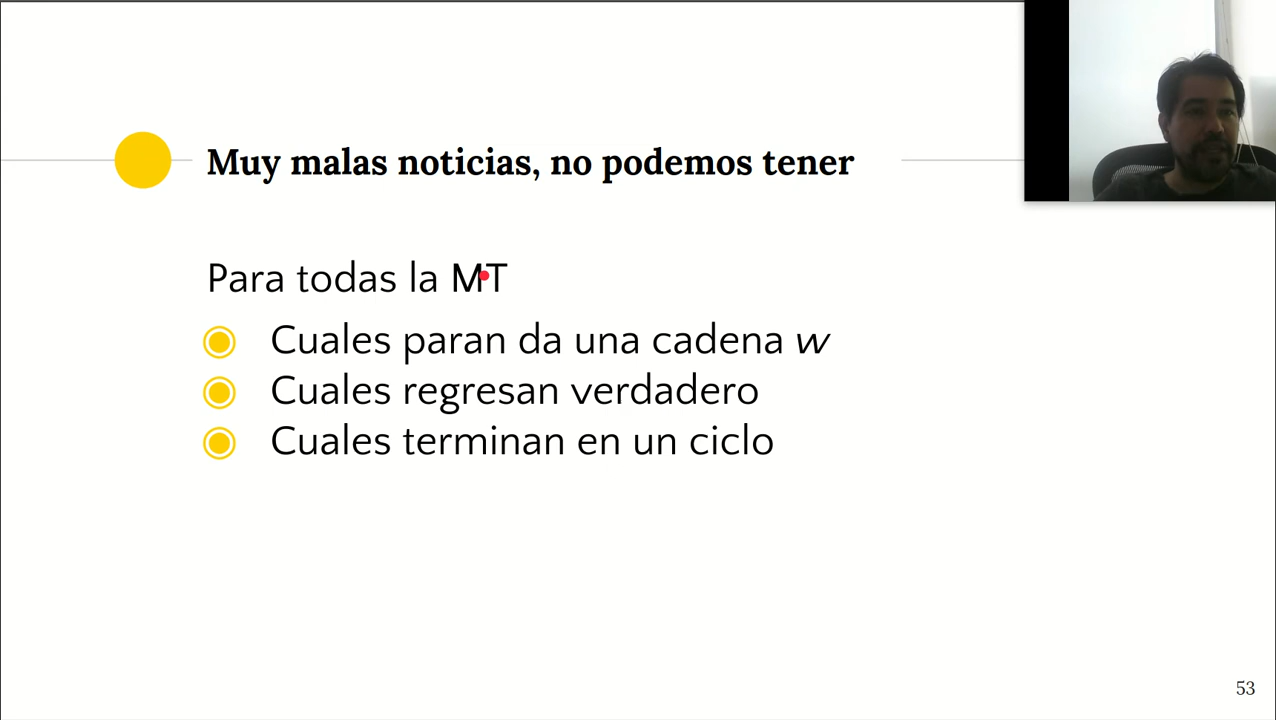 Muy malas noticias, no podemos tener
Para todas la MT
Cuales paran da una cadena w
Cuales regresan verdadero
Cuales terminan en un ciclo
53